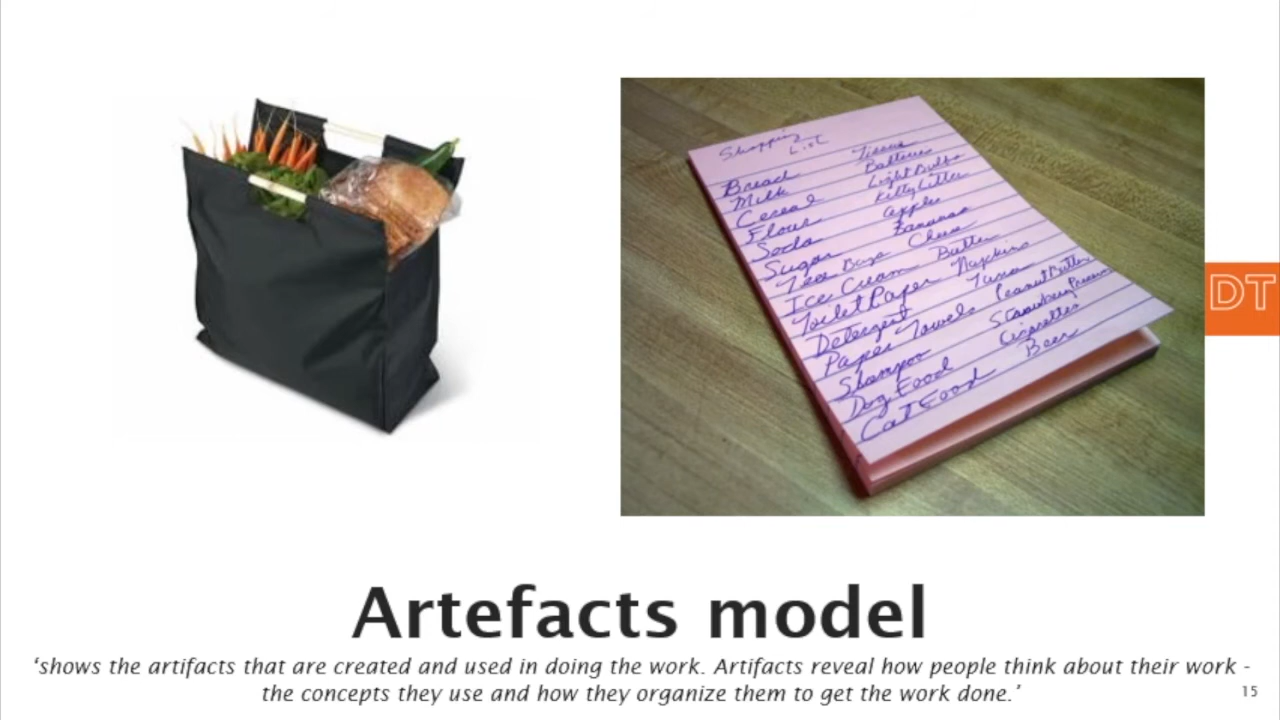 Shopping
List
Bread Tissue
Milk Batteries
Cereal Light Bulbs
Flour Kitty Litter
Soda Apples
Sugar Bananas
Tea Bags Cheese
Ice Cream Butter
Toilet Paper Napkins
Detergent Tuna
Paper Towels Peanut Butter
Shampoo Strawberry Preserves
Dog Food Cigarettes
Cat Food Beer
DT
Artefacts model
‘shows the artifacts that are created and used in doing the work. Artifacts reveal how people think about their work -
the concepts they use and how they organize them to get the work done.’
15